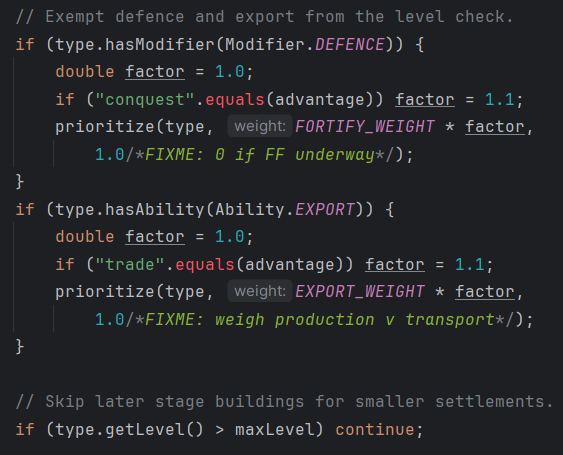 // Exempt defence and export from the level check.
if (type.hasModifier(Modifier.DEFENCE)) {
    double factor = 1.0;
    if ("conquest".equals(advantage)) factor = 1.1;
    prioritize(type, weight: FORTIFY_WEIGHT * factor,
        1.0/*FIXME: 0 if FF underway*/);
}
if (type.hasAbility(Ability.EXPORT)) {
    double factor = 1.0;
    if ("trade".equals(advantage)) factor = 1.1;
    prioritize(type, weight: EXPORT_WEIGHT * factor,
        1.0/*FIXME: weigh production v transport*/);
}

// Skip later stage buildings for smaller settlements.
if (type.getLevel() > maxLevel) continue;